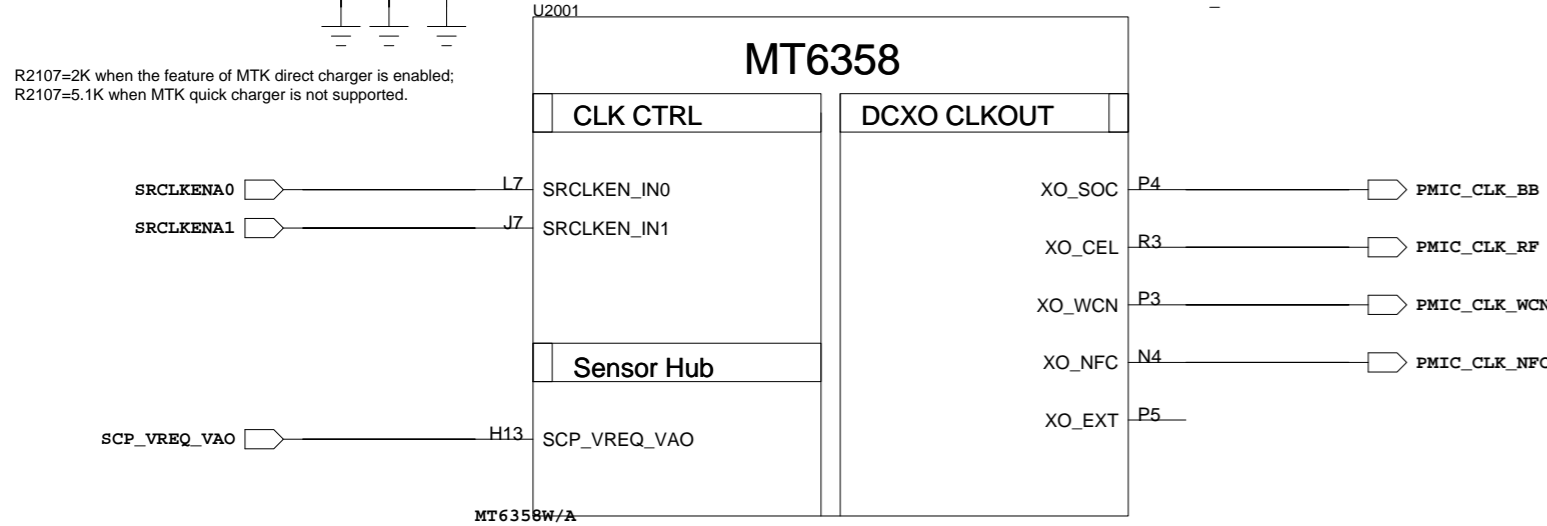 U2001
MT6358
R2107=2K when the feature of MTK direct charger is enabled;
R2107=5.1K when MTK quick charger is not supported.
CLK CTRL
DCXO CLKOUT
SRCLKENA0 L7 SRCLKEN_IN0
XO_SOC P4 PMIC_CLK_BB
SRCLKENA1 J7 SRCLKEN_IN1
XO_CEL R3 PMIC_CLK_RF
XO_WCN P3 PMIC_CLK_WCN
Sensor Hub
XO_NFC N4 PMIC_CLK_NFC
XO_EXT P5
SCP_VREQ_VAO H13 SCP_VREQ_VAO
MT6358W/A